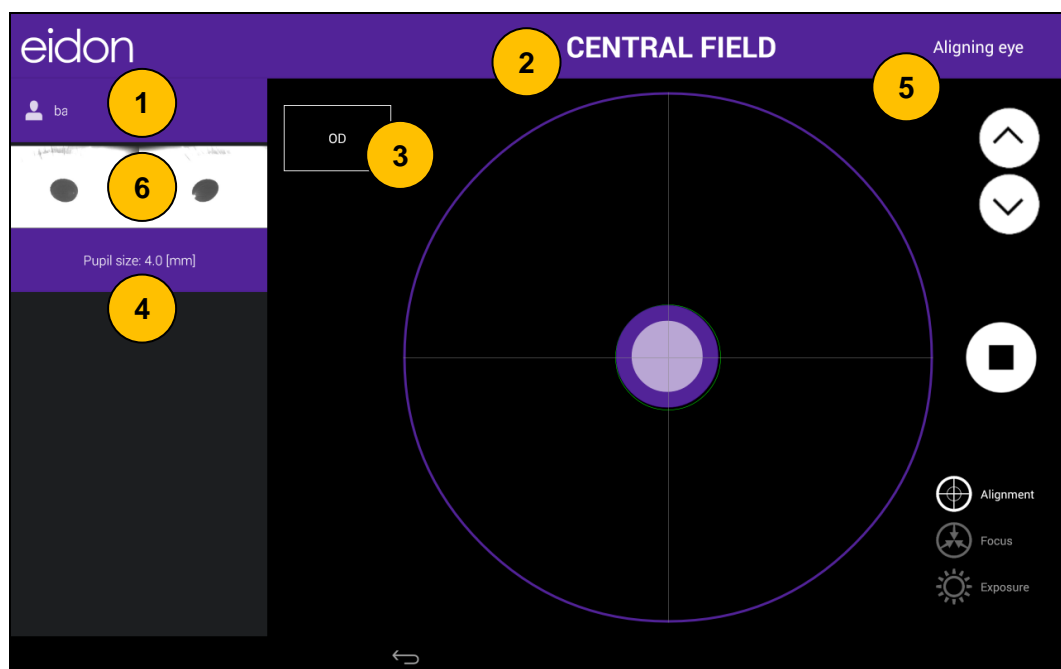 eidon
2
CENTRAL FIELD
Aligning eye
5
ba
1
OD
3
6
Pupil size: 4.0 [mm]
4
Alignment
Focus
Exposure